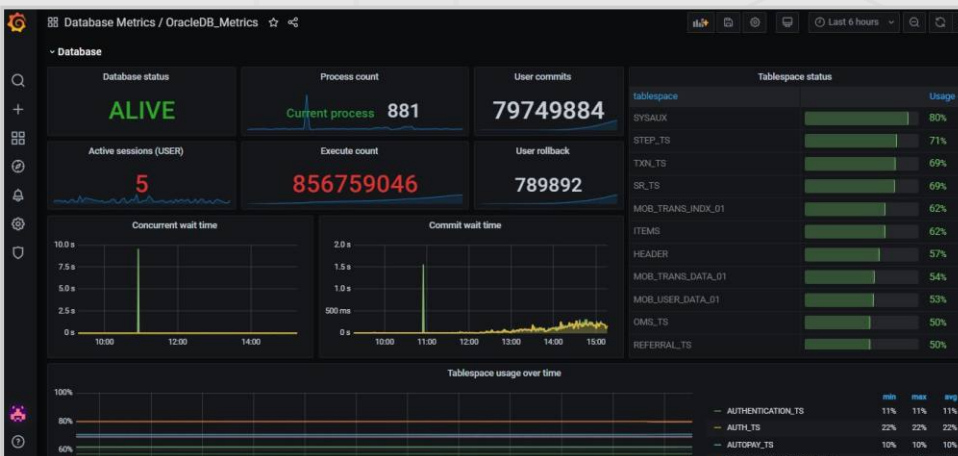 Database Metrics / OracleDB_Metrics
Last 6 hours
Database
Database status
ALIVE
Process count
Current process 881
User commits
79749884
Active sessions (USER)
5
Execute count
856759046
User rollback
789892
Concurrent wait time
10.0 s
7.5 s
5.0 s
2.5 s
0 s
10:00 12:00 14:00
Commit wait time
2.0 s
1.5 s
1.0 s
500 ms
0 s
10:00 11:00 12:00 13:00 14:00 15:00
Tablespace status
tablespace Usage
SYSAUX 80%
STEP_TS 71%
TXN_TS 69%
SR_TS 69%
MOB_TRANS_INDX_01 62%
ITEMS 62%
HEADER 57%
MOB_TRANS_DATA_01 54%
MOB_USER_DATA_01 53%
OMS_TS 50%
REFERRAL_TS 50%
Tablespace usage over time
100%
80%
60%
min max avg
AUTHENTICATION_TS 11% 11% 11%
AUTH_TS 22% 22% 22%
AUTOPAY_TS 10% 10% 10%